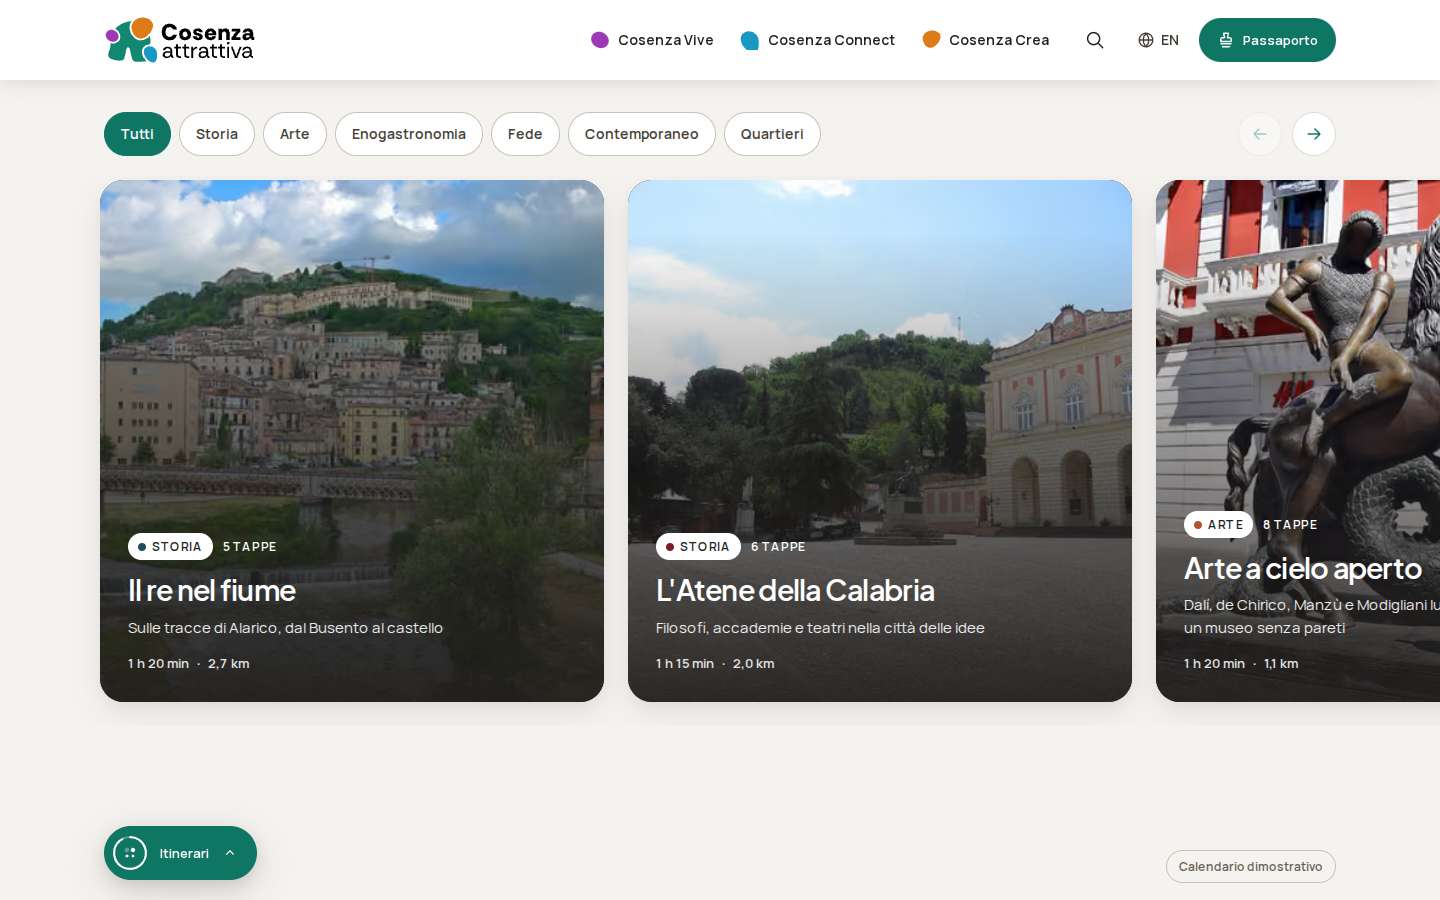 Cosenza
attrattiva
Cosenza Vive
Cosenza Connect
Cosenza Crea
EN
Passaporto
Tutti
Storia
Arte
Enogastronomia
Fede
Contemporaneo
Quartieri
STORIA 5 TAPPE
Il re nel fiume
Sulle tracce di Alarico, dal Busento al castello
1 h 20 min · 2,7 km
STORIA 6 TAPPE
L'Atene della Calabria
Filosofi, accademie e teatri nella città delle idee
1 h 15 min · 2,0 km
H&M
ARTE 8 TAPPE
Arte a cielo aperto
Dalí, de Chirico, Manzù e Modigliani lu
un museo senza pareti
1 h 20 min · 1,1 km
Itinerari
Calendario dimostrativo